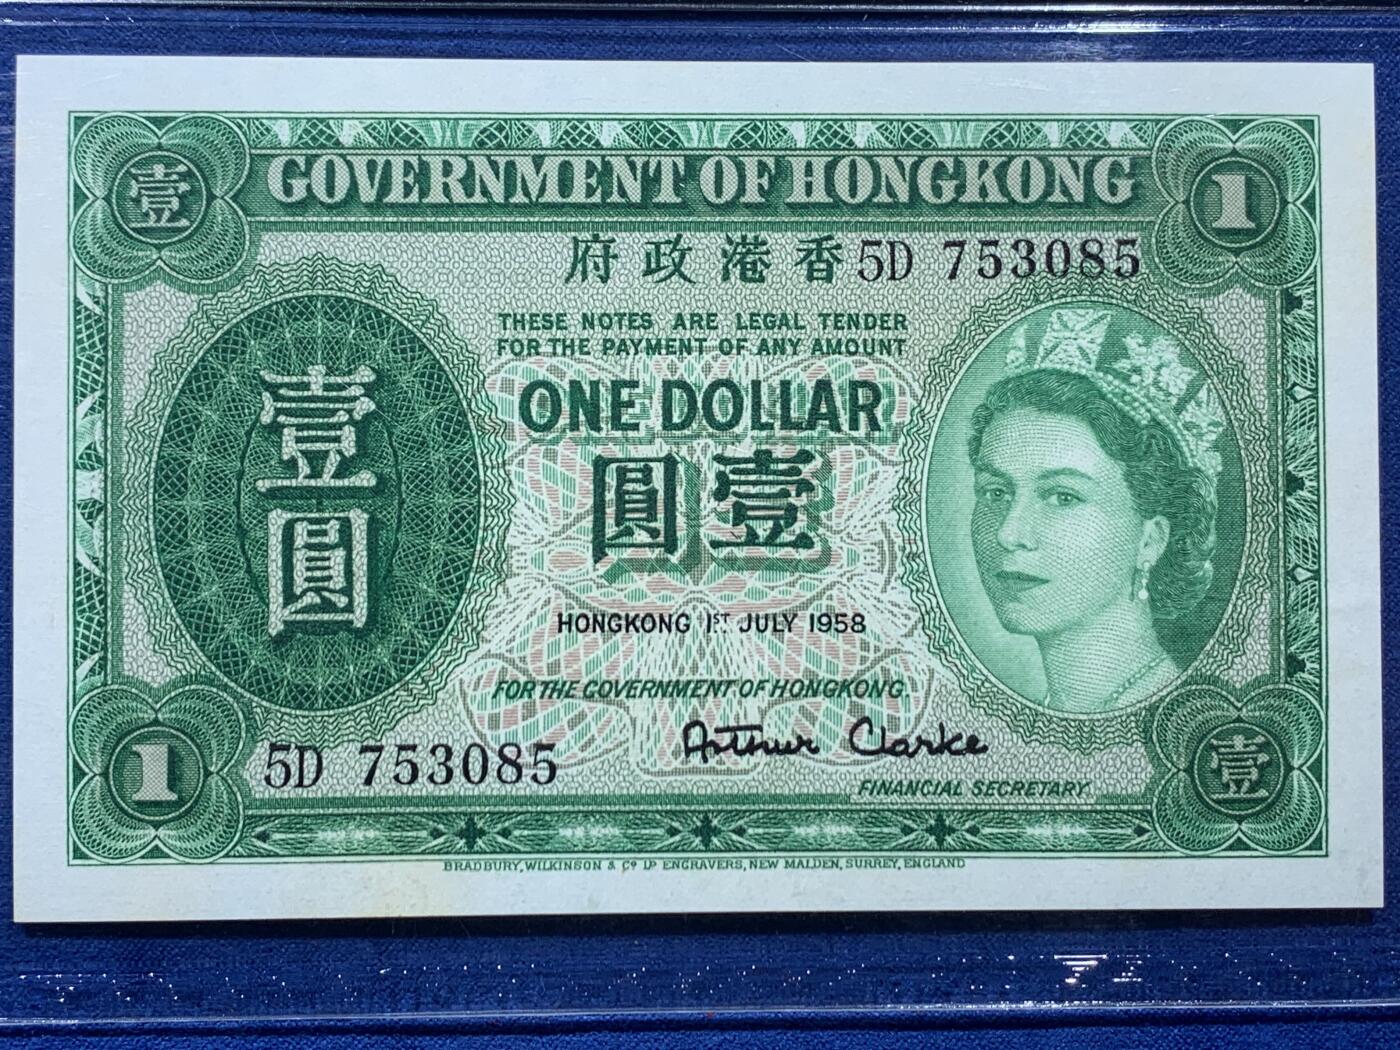 壹
GOVERNMENT OF HONGKONG
1
府政港香
5D 753085
THESE NOTES ARE LEGAL TENDER
FOR THE PAYMENT OF ANY AMOUNT
ONE DOLLAR
圓壹
壹圓
HONGKONG 1ST JULY 1958
FOR THE GOVERNMENT OF HONGKONG.
Arthur Clarke
FINANCIAL SECRETARY
1
5D 753085
壹
BRADBURY, WILKINSON & Co LD ENGRAVERS, NEW MALDEN, SURREY, ENGLAND